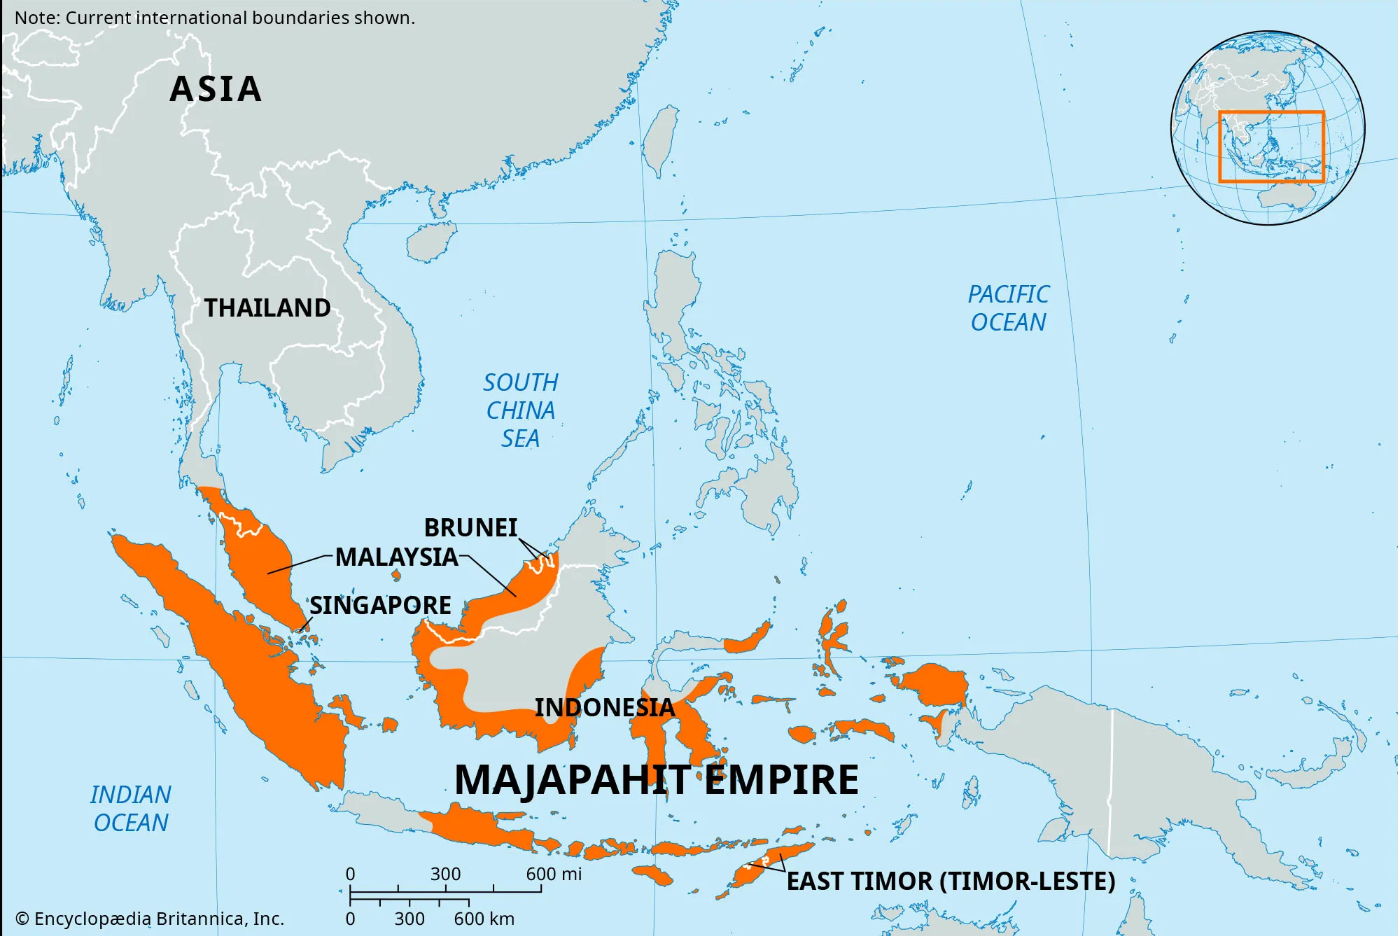 Note: Current international boundaries shown.
ASIA
THAILAND
PACIFIC
OCEAN
SOUTH
CHINA
SEA
BRUNEI
MALAYSIA
SINGAPORE
INDONESIA
MAJAPAHIT EMPIRE
INDIAN
OCEAN
0 300 600 mi
0 300 600 km
EAST TIMOR (TIMOR-LESTE)
© Encyclopædia Britannica, Inc.